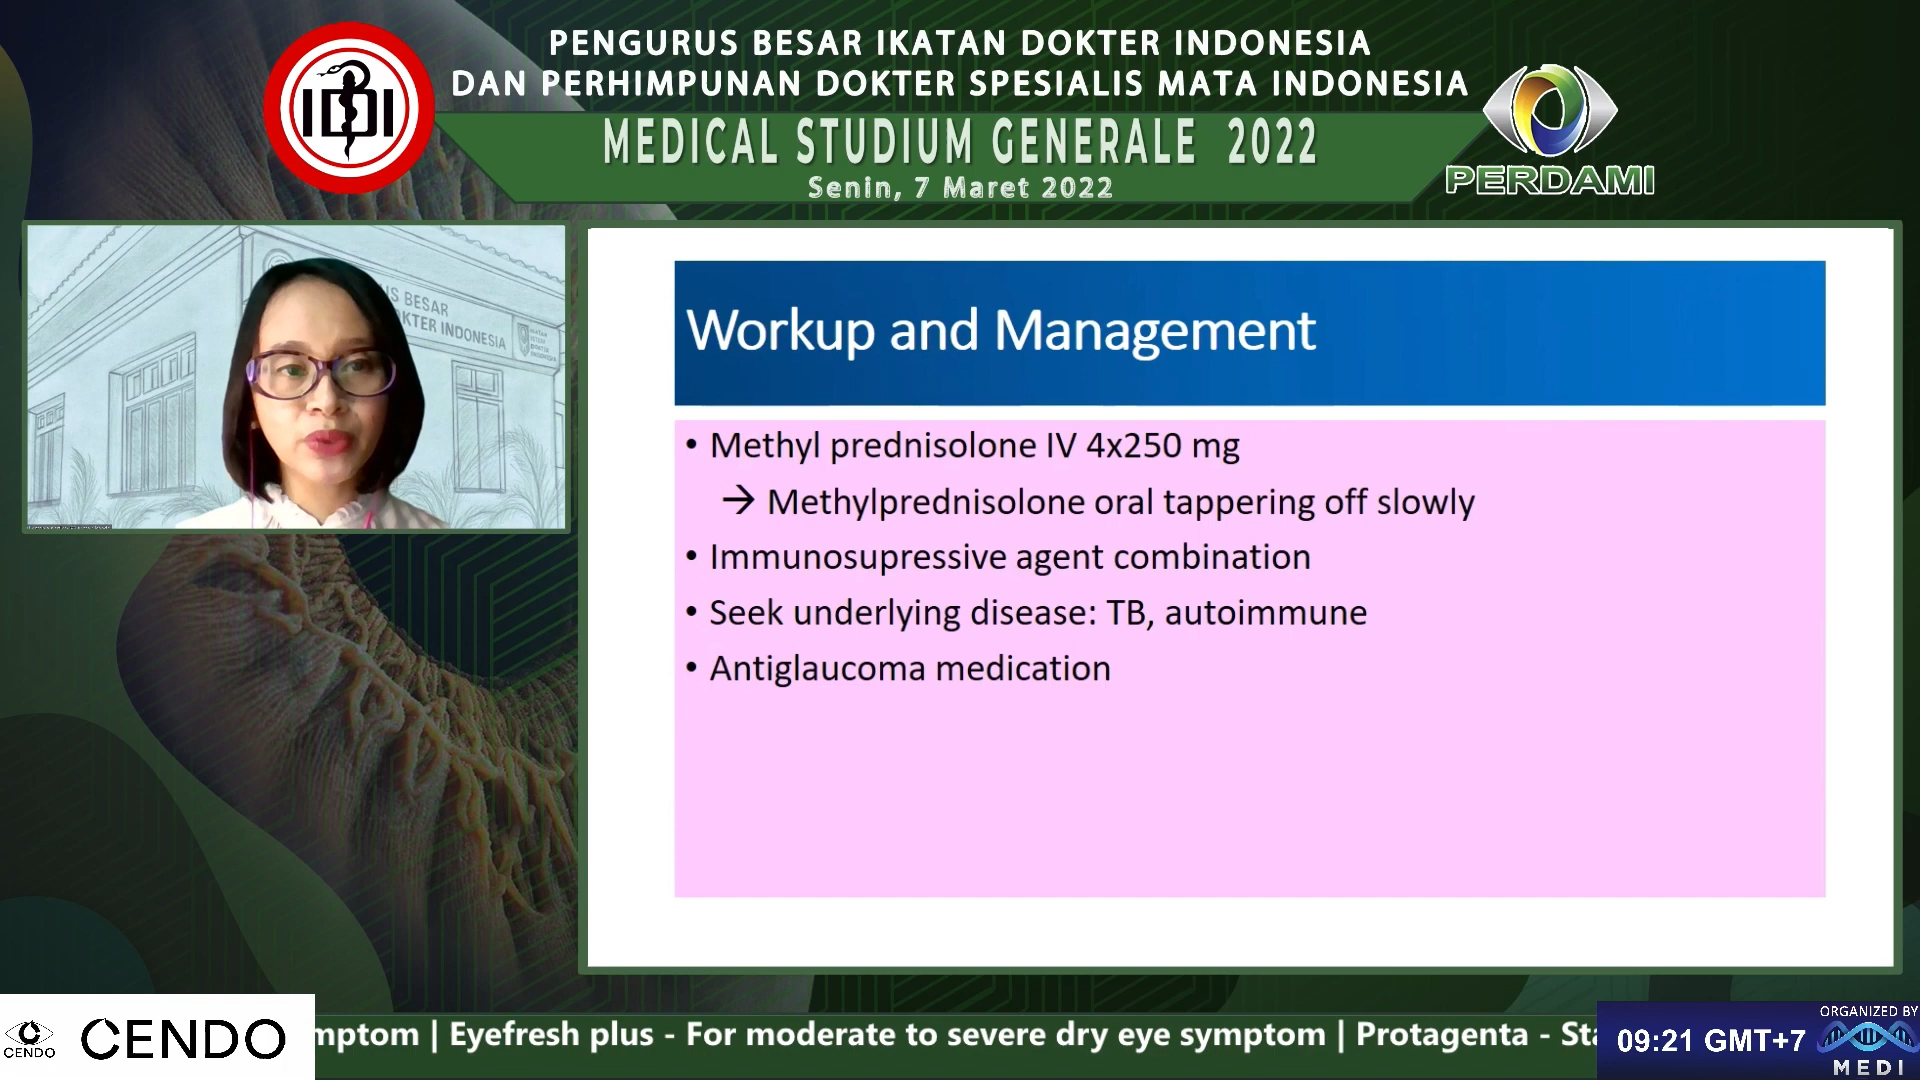 PENGURUS BESAR IKATAN DOKTER INDONESIA
DAN PERHIMPUNAN DOKTER SPESIALIS MATA INDONESIA
MEDICAL STUDIUM GENERALE 2022
Senin, 7 Maret 2022
IDI
PERDAMI
US BESAR
OKTER INDONESIA
Workup and Management
• Methyl prednisolone IV 4x250 mg
→ Methylprednisolone oral tappering off slowly
• Immunosupressive agent combination
• Seek underlying disease: TB, autoimmune
• Antiglaucoma medication
CENDO
CENDO
mptom | Eyefresh plus - For moderate to severe dry eye symptom | Protagenta - Sta
09:21 GMT+7
ORGANIZED BY
MEDI